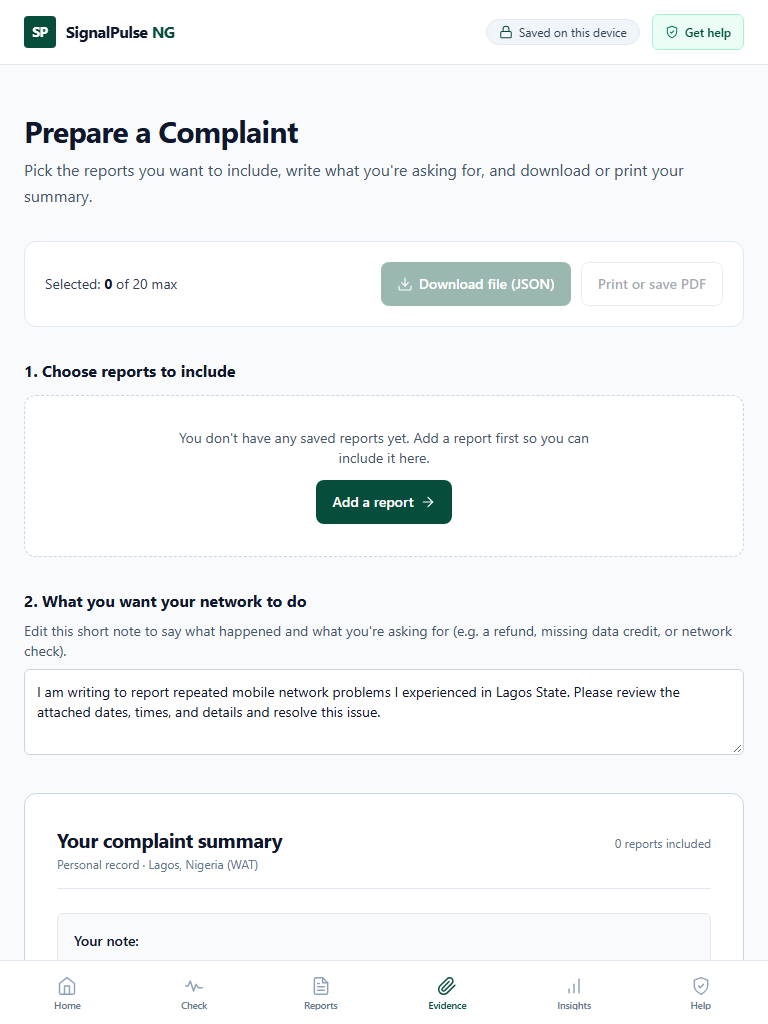 SP SignalPulse NG
Saved on this device
Get help
Prepare a Complaint
Pick the reports you want to include, write what you're asking for, and download or print your
summary.
Selected: 0 of 20 max
Download file (JSON)
Print or save PDF
1. Choose reports to include
You don't have any saved reports yet. Add a report first so you can
include it here.
Add a report →
2. What you want your network to do
Edit this short note to say what happened and what you're asking for (e.g. a refund, missing data credit, or network
check).
I am writing to report repeated mobile network problems I experienced in Lagos State. Please review the
attached dates, times, and details and resolve this issue.
Your complaint summary
0 reports included
Personal record · Lagos, Nigeria (WAT)
Your note:
Home
Check
Reports
Evidence
Insights
Help